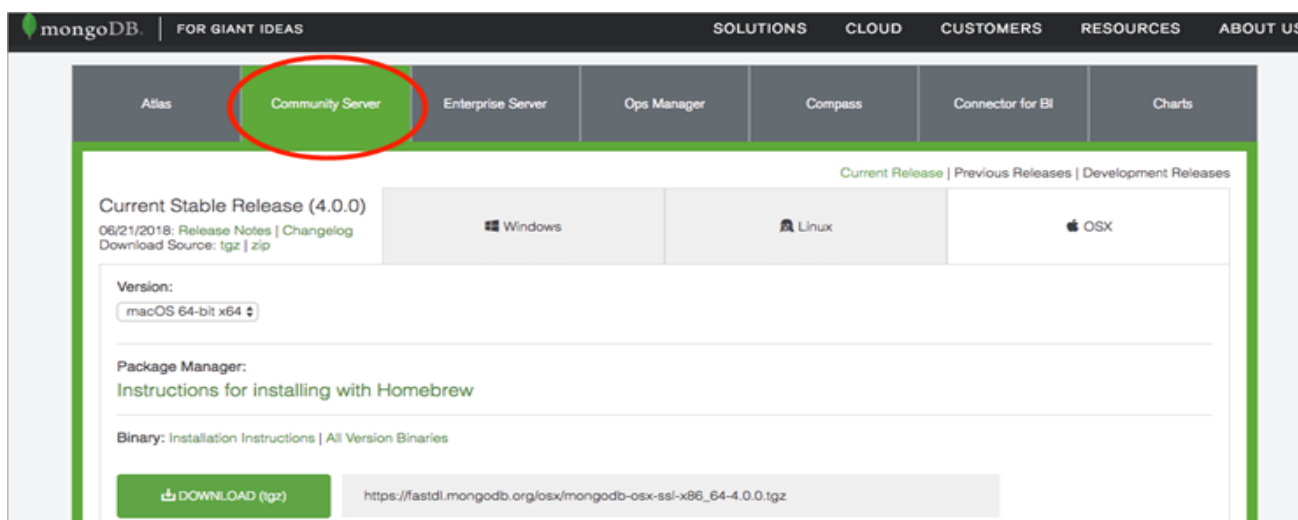 mongoDB. FOR GIANT IDEAS SOLUTIONS CLOUD CUSTOMERS RESOURCES ABOUT US
Atlas Community Server Enterprise Server Ops Manager Compass Connector for BI Charts
Current Release | Previous Releases | Development Releases
Current Stable Release (4.0.0)
06/21/2018: Release Notes | Changelog
Download Source: tgz | zip
Windows Linux OSX
Version:
macOS 64-bit x64
Package Manager:
Instructions for installing with Homebrew
Binary: Installation Instructions | All Version Binaries
DOWNLOAD (tgz) https://fastdl.mongodb.org/osx/mongodb-osx-ssl-x86_64-4.0.0.tgz